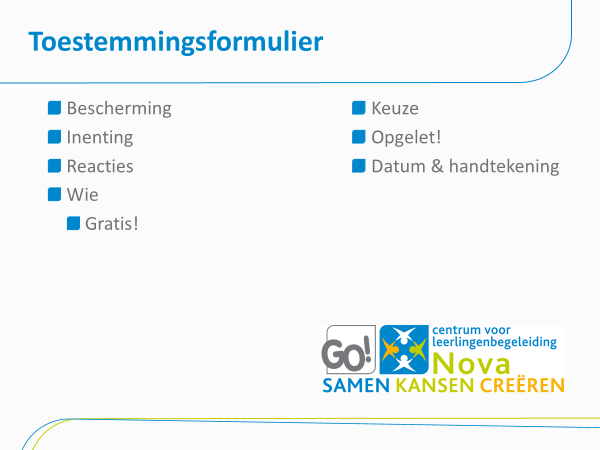 Toestemmingsformulier
Bescherming
Inenting
Reacties
Wie
Gratis!
Keuze
Opgelet!
Datum & handtekening
GO!
centrum voor
leerlingenbegeleiding
Nova
SAMEN KANSEN CREËREN